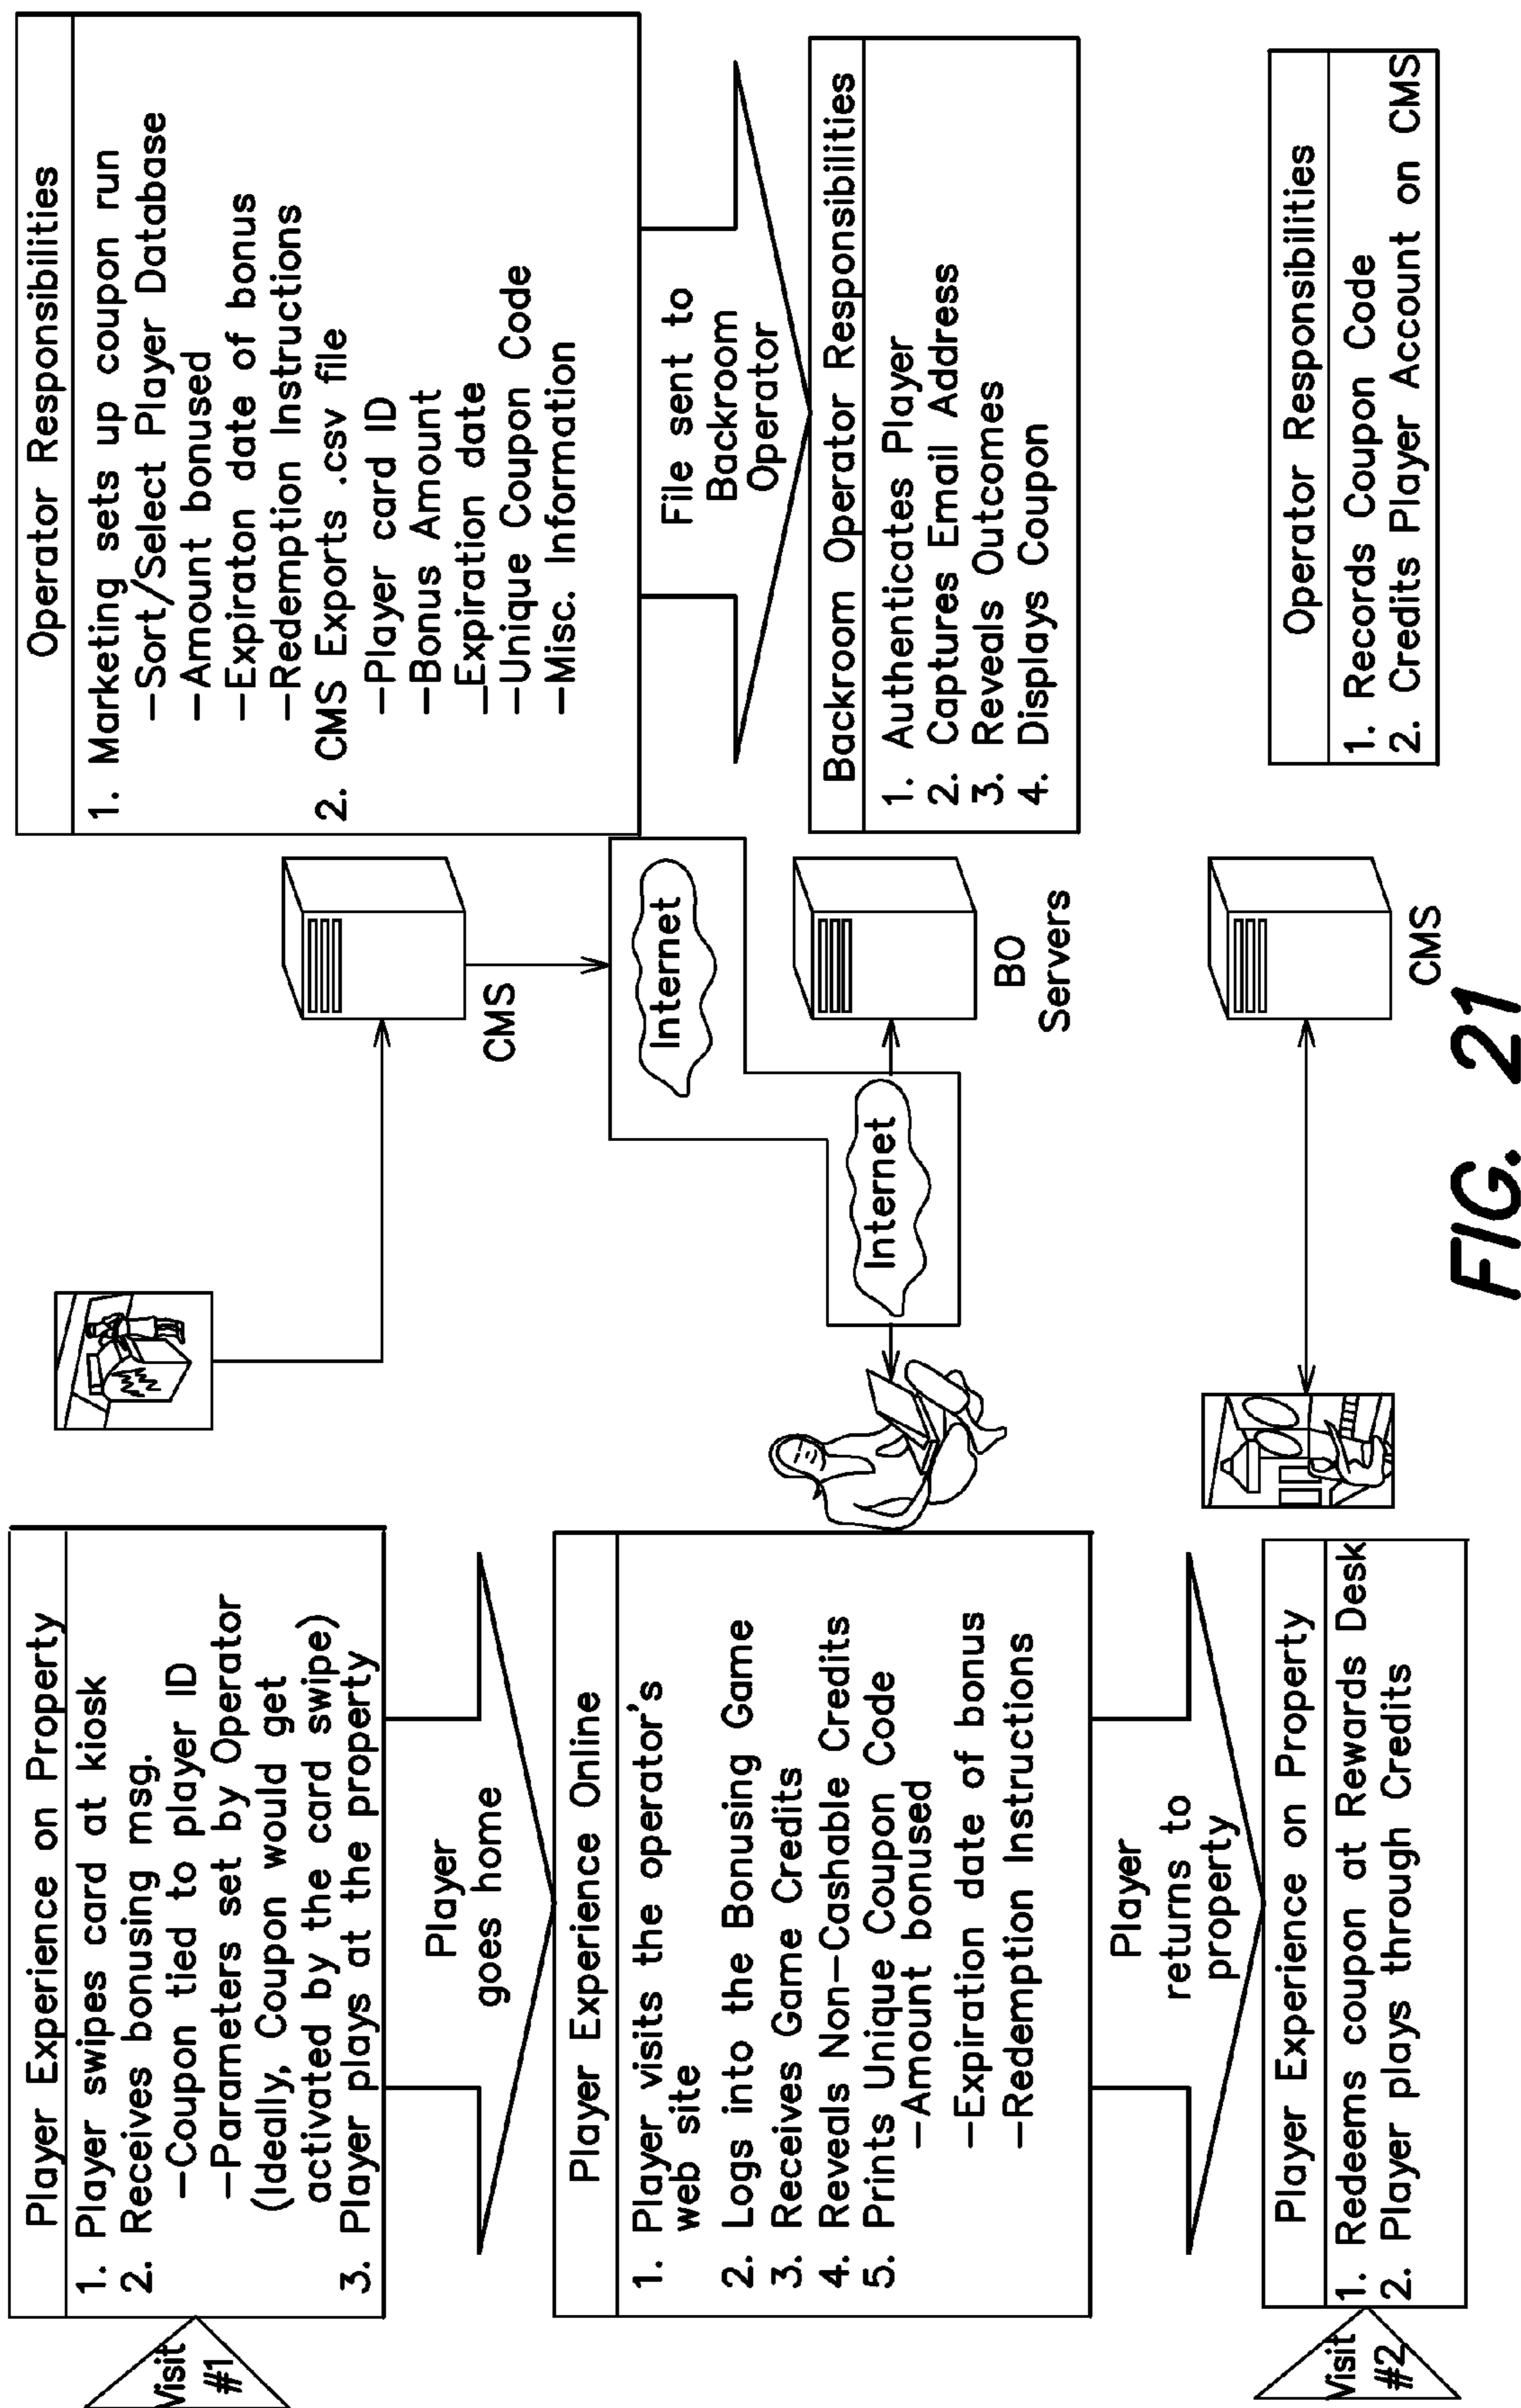 Visit
#1
Player Experience on Property
1. Player swipes card at kiosk
2. Receives bonusing msg.
–Coupon tied to player ID
–Parameters set by Operator
(Ideally, Coupon would get
activated by the card swipe)
3. Player plays at the property
Player
goes home
Player Experience Online
1. Player visits the operator's
web site
2. Logs into the Bonusing Game
3. Receives Game Credits
4. Reveals Non–Cashable Credits
5. Prints Unique Coupon Code
–Amount bonused
–Expiration date of bonus
–Redemption Instructions
Player
returns to
property
Visit
#2
Player Experience on Property
1. Redeems coupon at Rewards Desk
2. Player plays through Credits
CMS
Internet
Internet
BO
Servers
CMS
Operator Responsibilities
1. Marketing sets up coupon run
–Sort/Select Player Database
–Amount bonused
–Expiraton date of bonus
–Redemption Instructions
2. CMS Exports .csv file
–Player card ID
–Bonus Amount
–Expiration date
–Unique Coupon Code
–Misc. Information
File sent to
Backroom
Operator
Backroom Operator Responsibilities
1. Authenticates Player
2. Captures Email Address
3. Reveals Outcomes
4. Displays Coupon
Operator Responsibilities
1. Records Coupon Code
2. Credits Player Account on CMS
FIG. 21